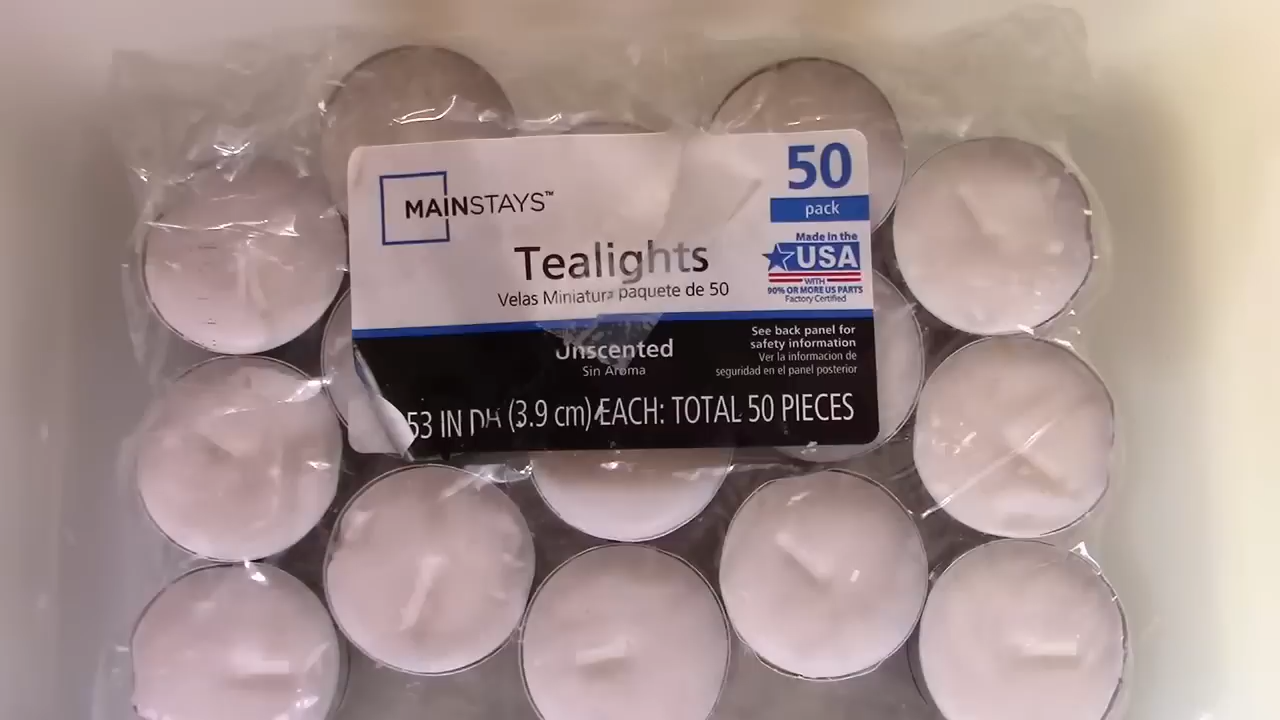 MAINSTAYS™
50
pack
Tealights
Velas Miniatura paquete de 50
Made in the
USA
WITH
90% OR MORE US PARTS
Factory Certified
Unscented
Sin Aroma
See back panel for
safety information
Ver la informacion de
seguridad en el panel posterior
53 IN (3.9 cm) EACH: TOTAL 50 PIECES